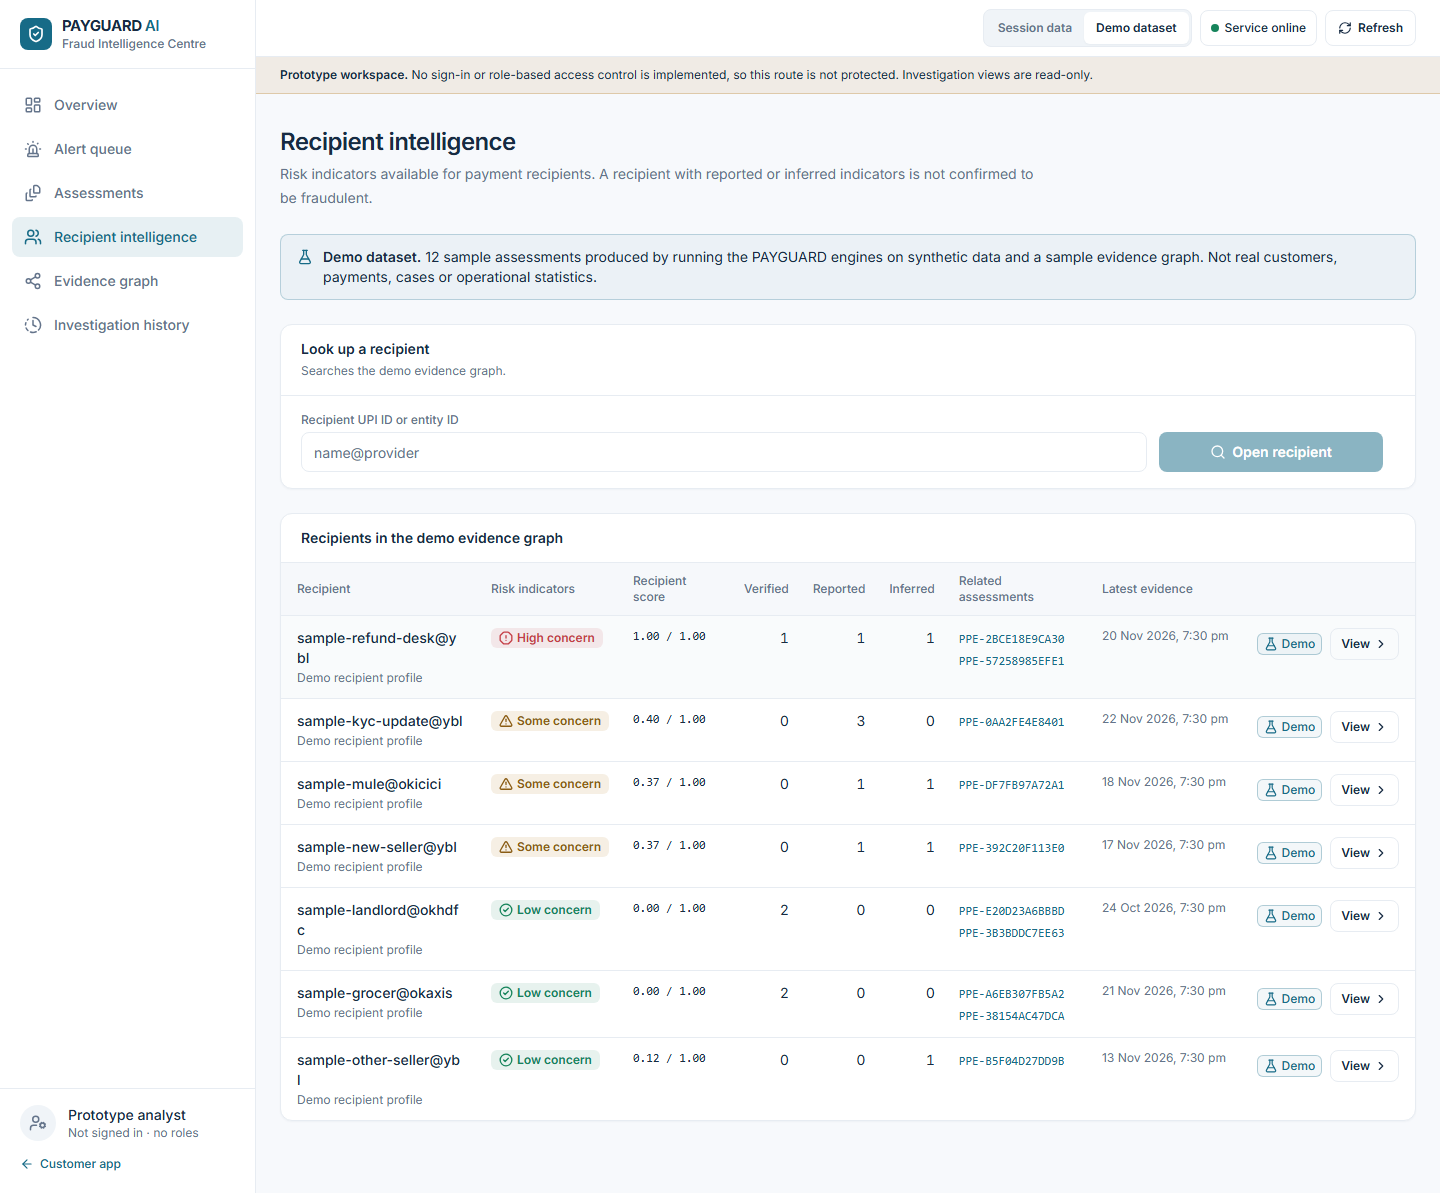 PAYGUARD AI
Fraud Intelligence Centre
Overview
Alert queue
Assessments
Recipient intelligence
Evidence graph
Investigation history
Prototype analyst
Not signed in · no roles
Customer app
Session data
Demo dataset
Service online
Refresh
Prototype workspace. No sign-in or role-based access control is implemented, so this route is not protected. Investigation views are read-only.
Recipient intelligence
Risk indicators available for payment recipients. A recipient with reported or inferred indicators is not confirmed to
be fraudulent.
Demo dataset. 12 sample assessments produced by running the PAYGUARD engines on synthetic data and a sample evidence graph. Not real customers,
payments, cases or operational statistics.
Look up a recipient
Searches the demo evidence graph.
Recipient UPI ID or entity ID
name@provider
Open recipient
Recipients in the demo evidence graph
Recipient
Risk indicators
Recipient
score
Verified
Reported
Inferred
Related
assessments
Latest evidence
sample-refund-desk@y
bl
Demo recipient profile
High concern
1.00 / 1.00
1
1
1
PPE-2BCE18E9CA30
PPE-57258985EFE1
20 Nov 2026, 7:30 pm
Demo
View
sample-kyc-update@ybl
Demo recipient profile
Some concern
0.40 / 1.00
0
3
0
PPE-0AA2FE4E8401
22 Nov 2026, 7:30 pm
Demo
View
sample-mule@okicici
Demo recipient profile
Some concern
0.37 / 1.00
0
1
1
PPE-DF7FB97A72A1
18 Nov 2026, 7:30 pm
Demo
View
sample-new-seller@ybl
Demo recipient profile
Some concern
0.37 / 1.00
0
1
1
PPE-392C20F113E0
17 Nov 2026, 7:30 pm
Demo
View
sample-landlord@okhdf
c
Demo recipient profile
Low concern
0.00 / 1.00
2
0
0
PPE-E20D23A6BBBD
PPE-3B3BDDC7EE63
24 Oct 2026, 7:30 pm
Demo
View
sample-grocer@okaxis
Demo recipient profile
Low concern
0.00 / 1.00
2
0
0
PPE-A6EB307FB5A2
PPE-38154AC47DCA
21 Nov 2026, 7:30 pm
Demo
View
sample-other-seller@yb
l
Demo recipient profile
Low concern
0.12 / 1.00
0
0
1
PPE-B5F04D27DD9B
13 Nov 2026, 7:30 pm
Demo
View